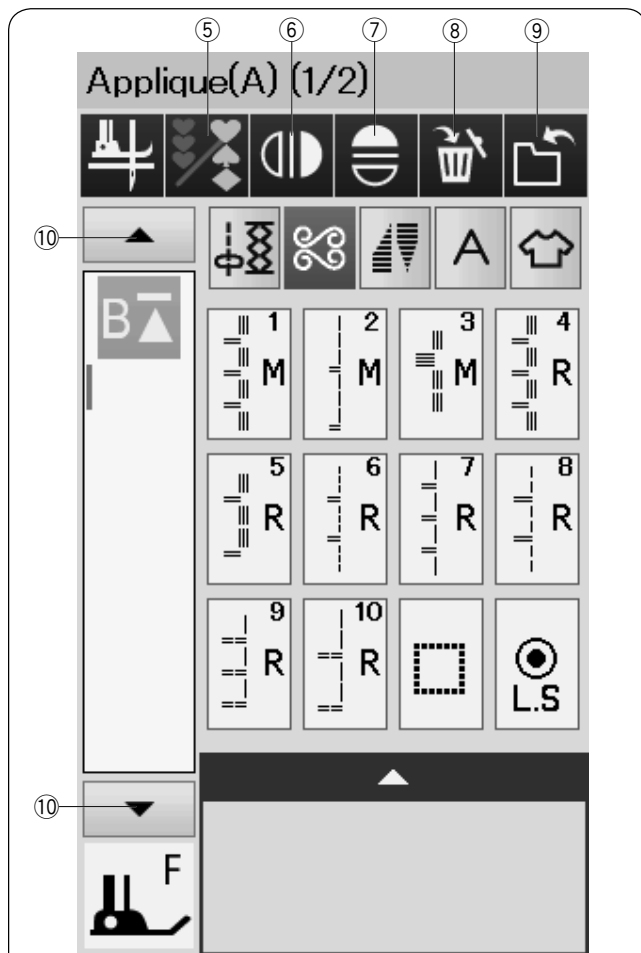 ⑤ ⑥ ⑦ ⑧ ⑨
Applique(A) (1/2)
⑩
A
B
1 2 3 4
M M M R
5 6 7 8
R R R R
9 10
R R
L.S
⑩
F